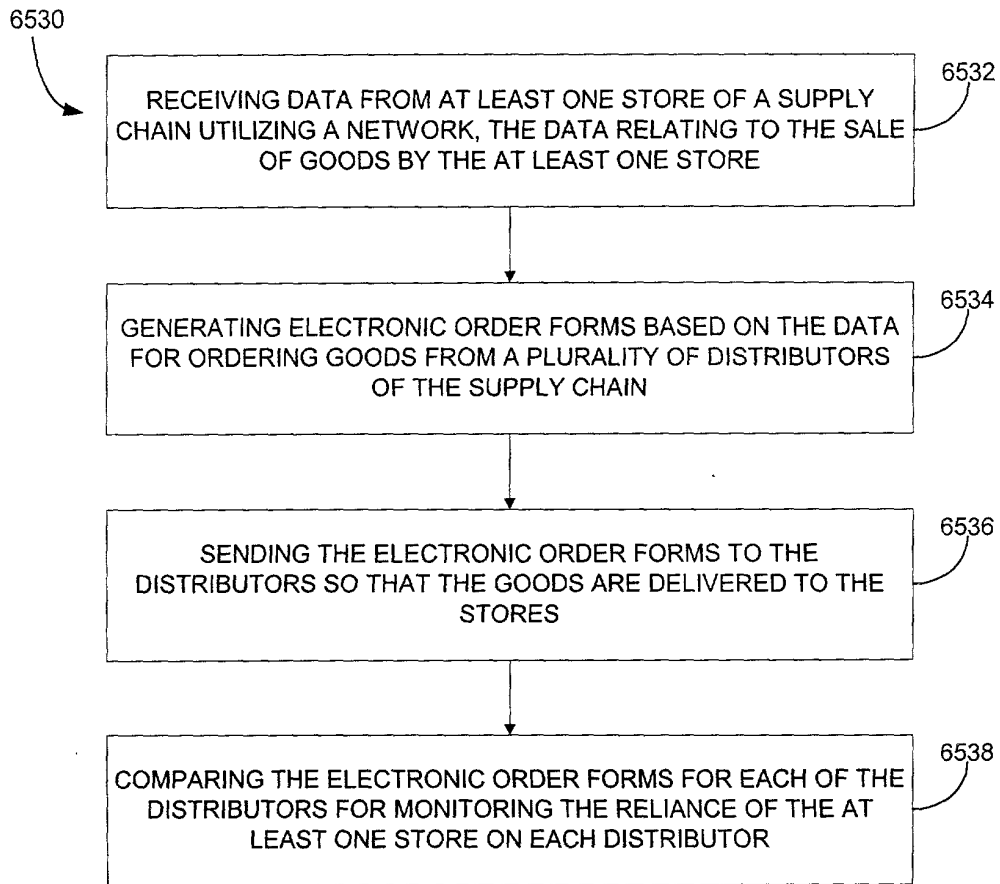 6530
6532
RECEIVING DATA FROM AT LEAST ONE STORE OF A SUPPLY
CHAIN UTILIZING A NETWORK, THE DATA RELATING TO THE SALE
OF GOODS BY THE AT LEAST ONE STORE
6534
GENERATING ELECTRONIC ORDER FORMS BASED ON THE DATA
FOR ORDERING GOODS FROM A PLURALITY OF DISTRIBUTORS
OF THE SUPPLY CHAIN
6536
SENDING THE ELECTRONIC ORDER FORMS TO THE
DISTRIBUTORS SO THAT THE GOODS ARE DELIVERED TO THE
STORES
6538
COMPARING THE ELECTRONIC ORDER FORMS FOR EACH OF THE
DISTRIBUTORS FOR MONITORING THE RELIANCE OF THE AT
LEAST ONE STORE ON EACH DISTRIBUTOR